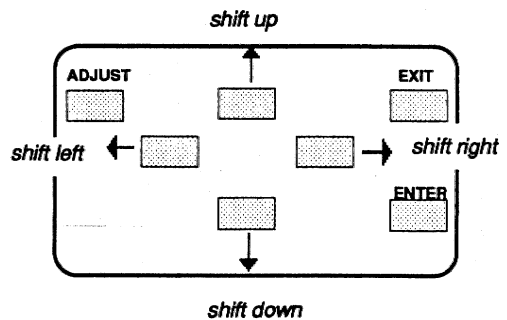 shift up
ADJUST
EXIT
shift left
shift right
ENTER
shift down